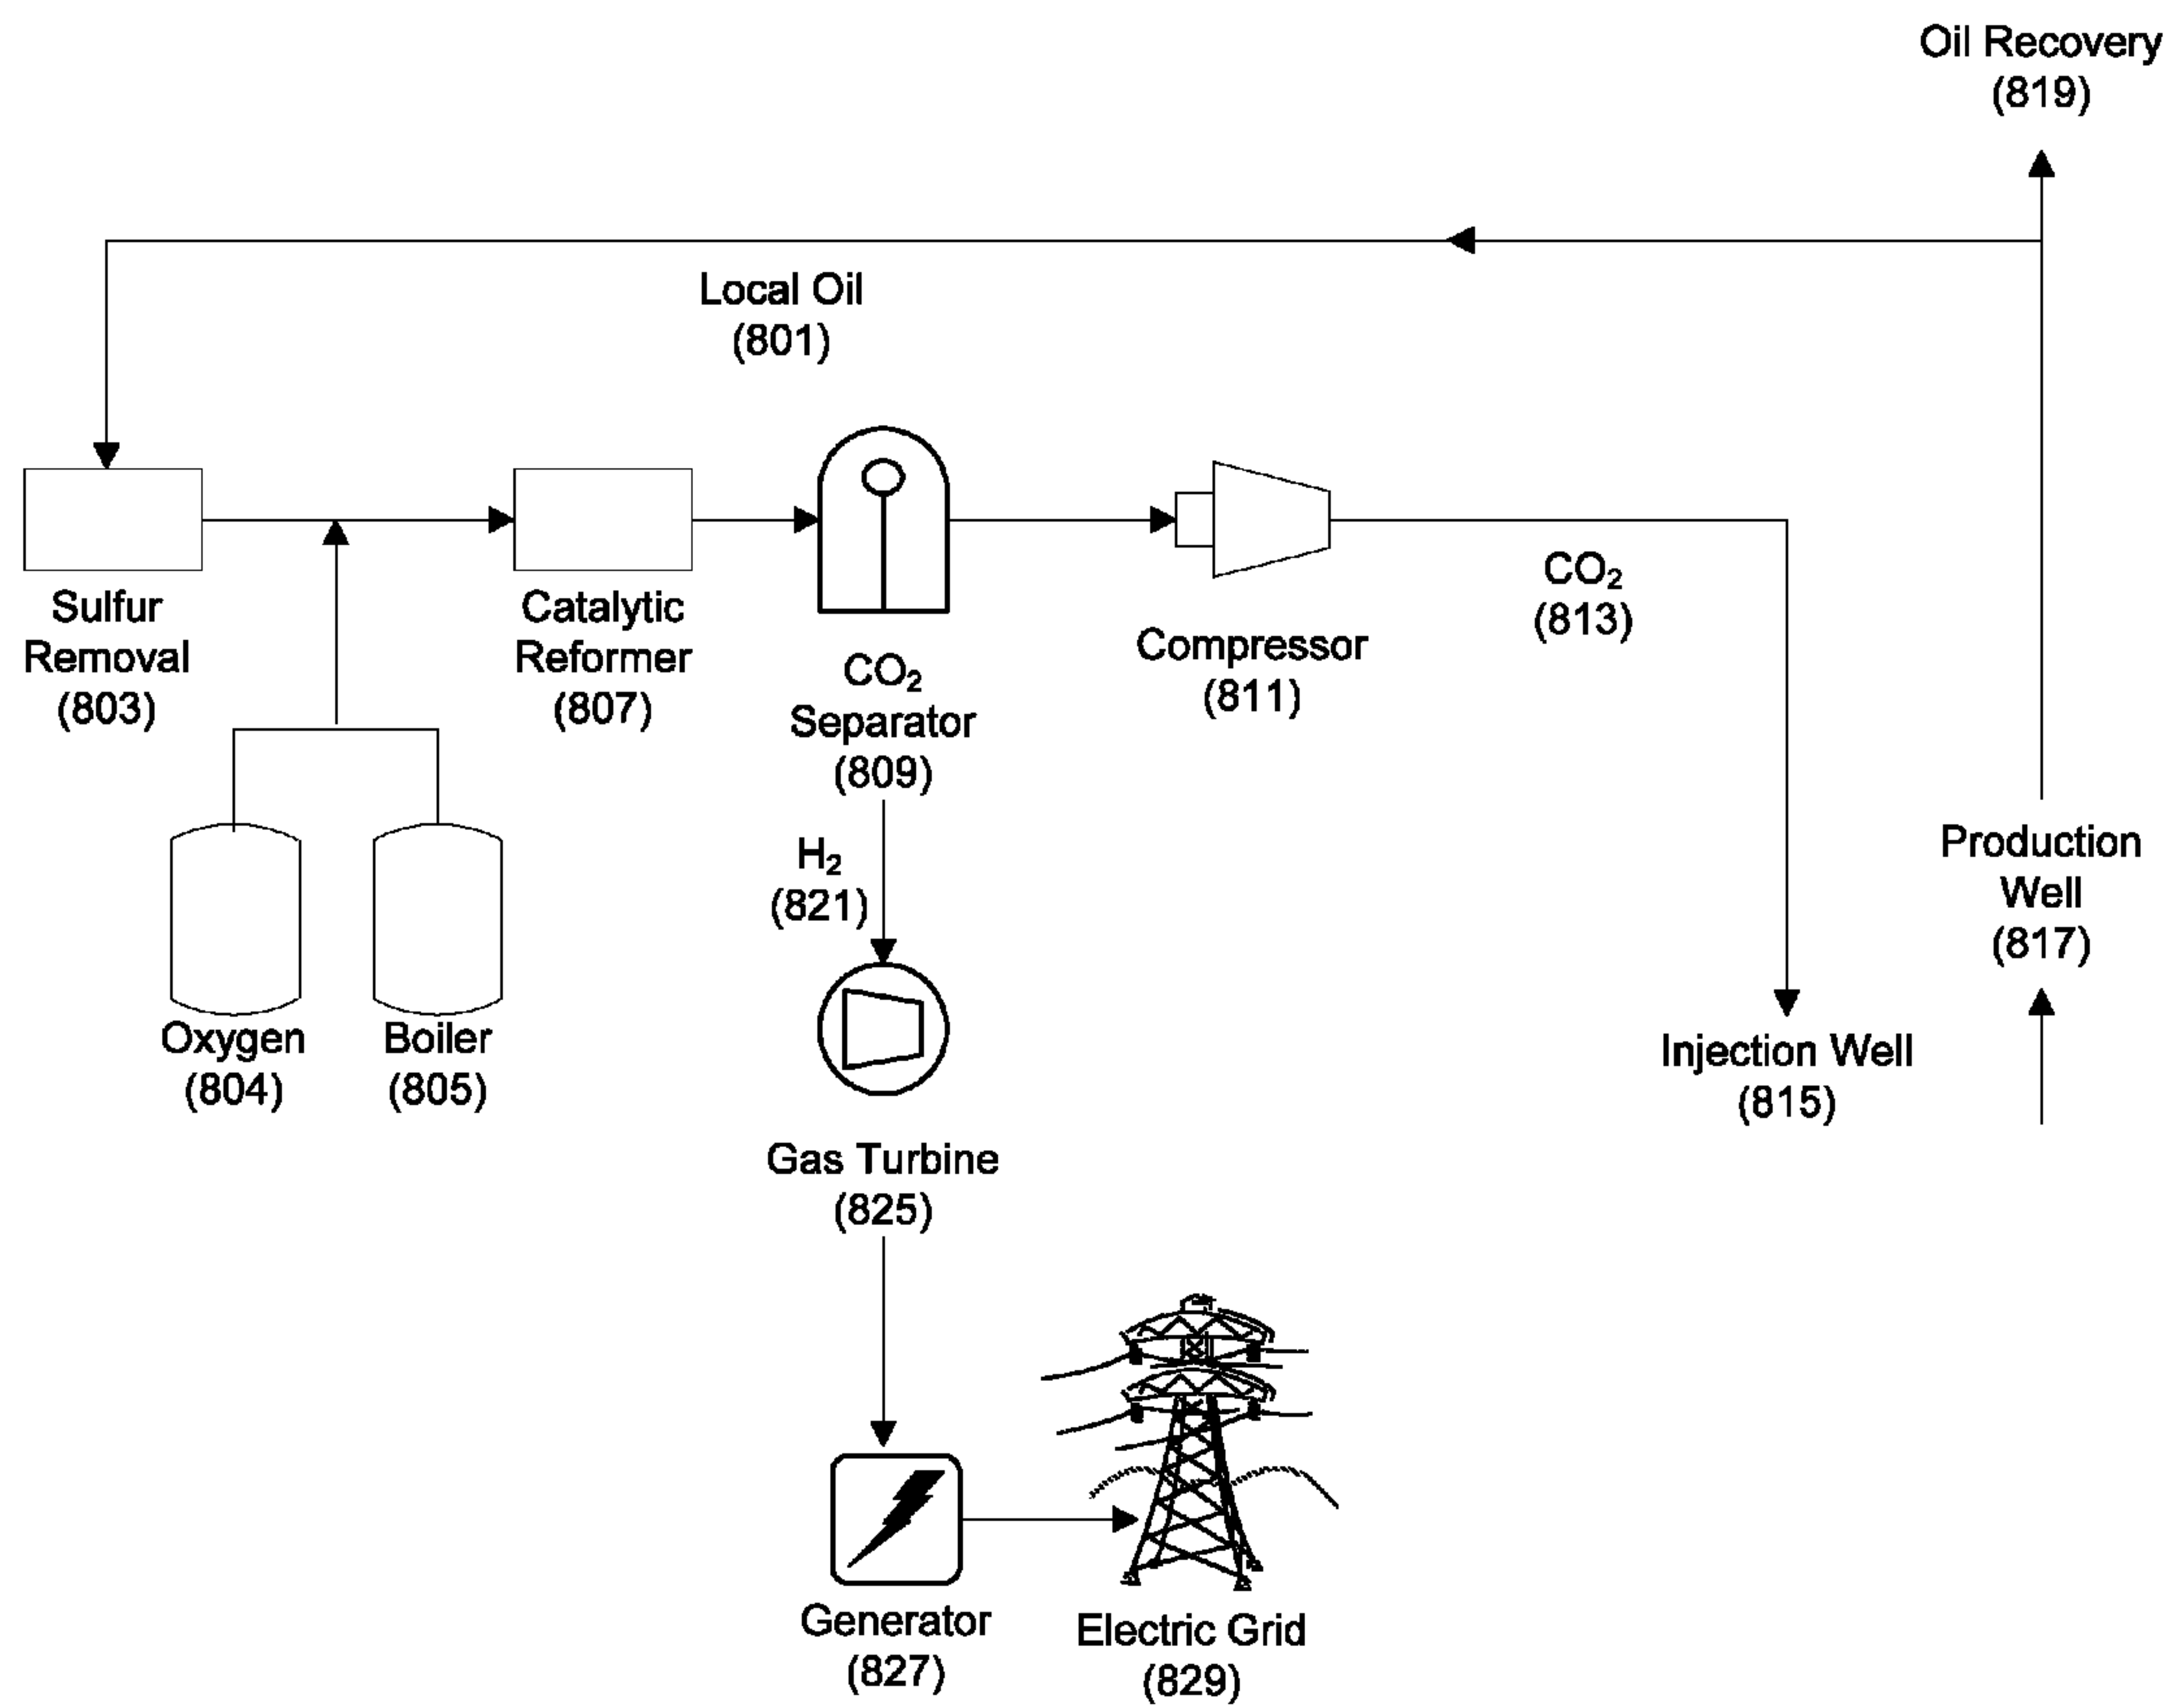 Oil Recovery
(819)
Local Oil
(801)
Sulfur
Removal
(803)
Catalytic
Reformer
(807)
CO₂
Separator
(809)
Compressor
(811)
CO₂
(813)
H₂
(821)
Production
Well
(817)
Oxygen
(804)
Boiler
(805)
Injection Well
(815)
Gas Turbine
(825)
Generator
(827)
Electric Grid
(829)